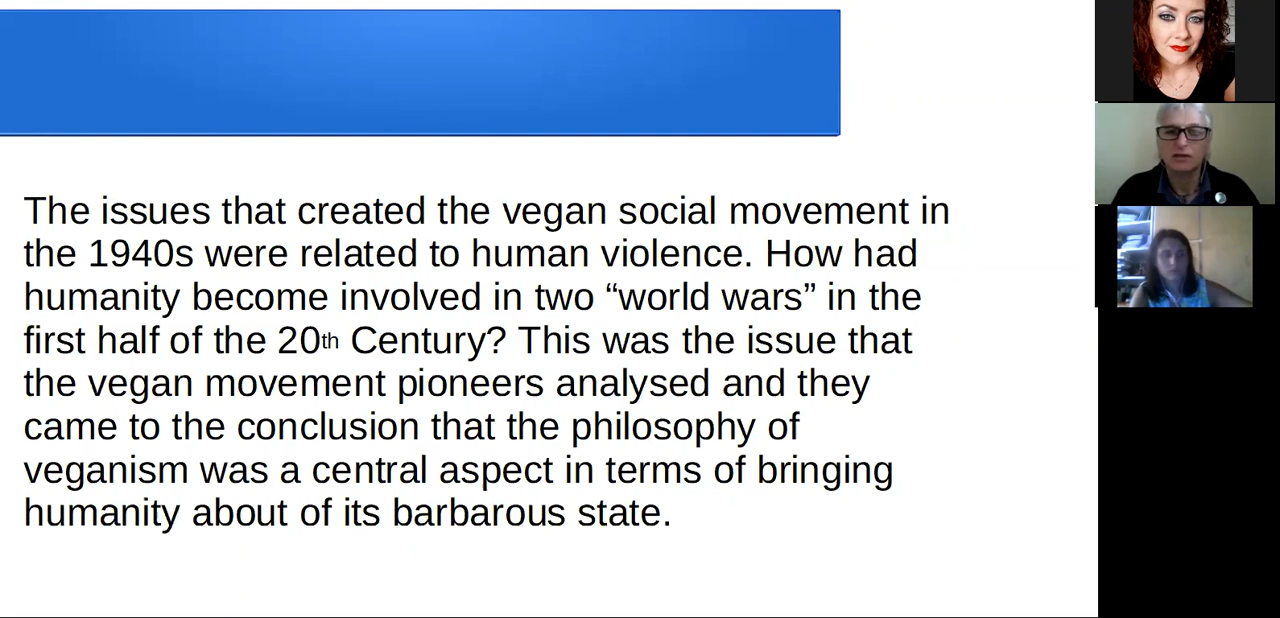 The issues that created the vegan social movement in
the 1940s were related to human violence. How had
humanity become involved in two “world wars” in the
first half of the 20th Century? This was the issue that
the vegan movement pioneers analysed and they
came to the conclusion that the philosophy of
veganism was a central aspect in terms of bringing
humanity about of its barbarous state.